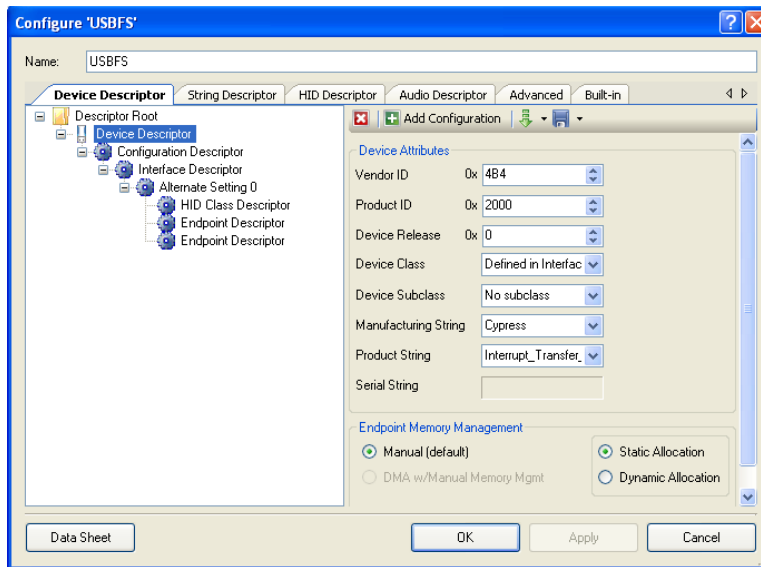 Configure 'USBFS'
Name: USBFS
Device Descriptor String Descriptor HID Descriptor Audio Descriptor Advanced Built-in
Descriptor Root
Device Descriptor
Configuration Descriptor
Interface Descriptor
Alternate Setting 0
HID Class Descriptor
Endpoint Descriptor
Endpoint Descriptor
Add Configuration
Device Attributes
Vendor ID 0x 4B4
Product ID 0x 2000
Device Release 0x 0
Device Class Defined in Interfac
Device Subclass No subclass
Manufacturing String Cypress
Product String Interrupt_Transfer_
Serial String
Endpoint Memory Management
Manual (default) Static Allocation
DMA w/Manual Memory Mgmt Dynamic Allocation
Data Sheet OK Apply Cancel